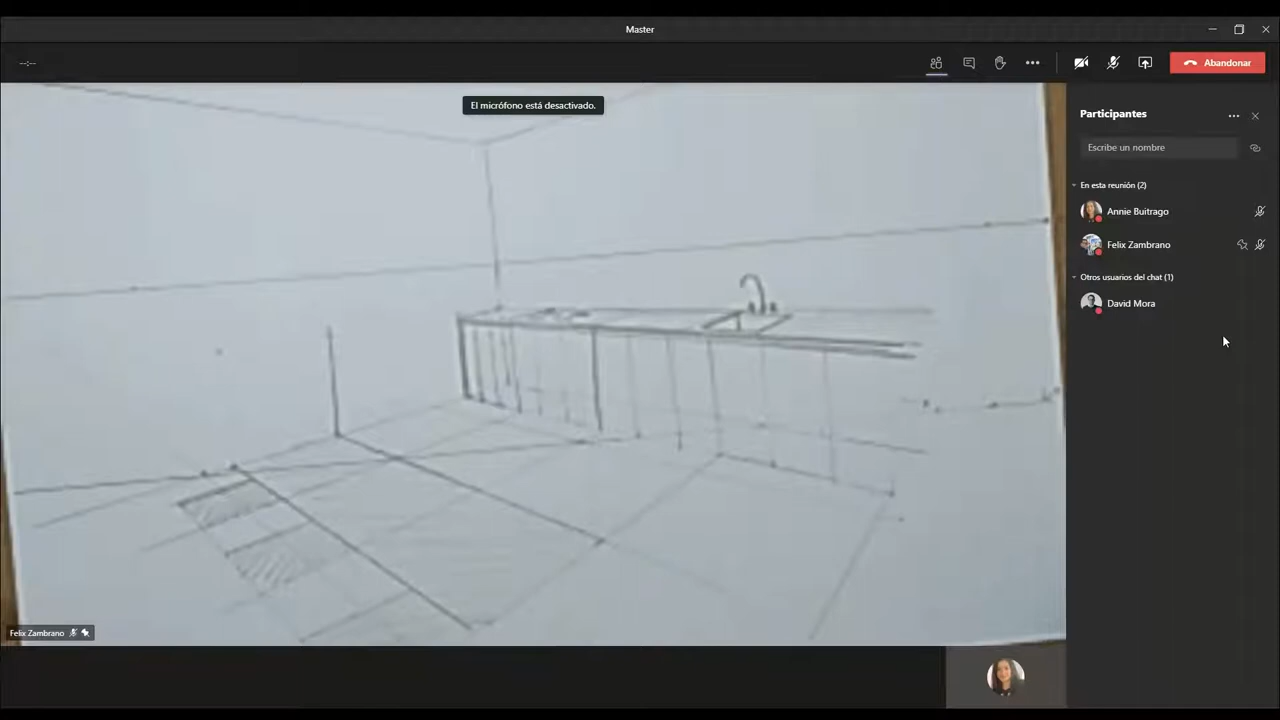 Master
--:--
Abandonar
El micrófono está desactivado.
Participantes
Escribe un nombre
En esta reunión (2)
Annie Buitrago
Felix Zambrano
Otros usuarios del chat (1)
David Mora
Felix Zambrano